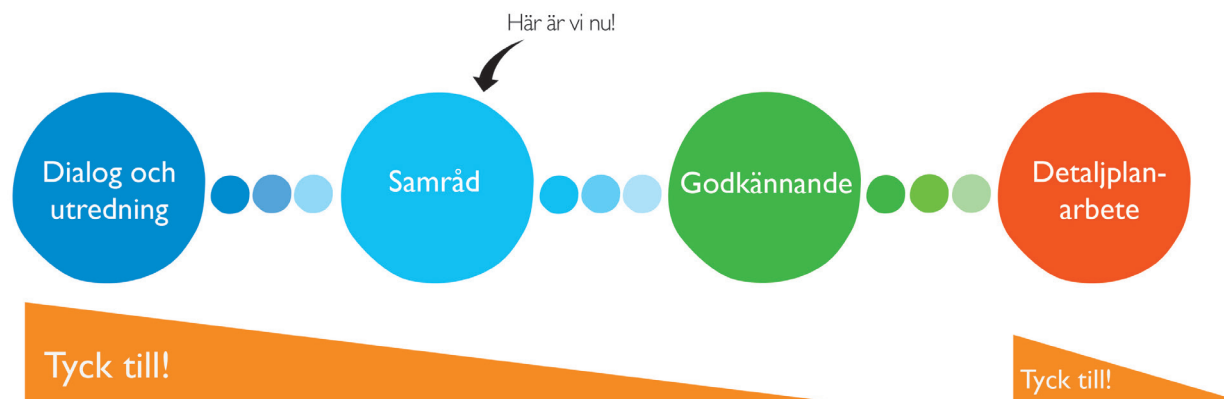 Här är vi nu!
Dialog och
utredning
Samråd
Godkännande
Detaljplan-
arbete
Tyck till!
Tyck till!